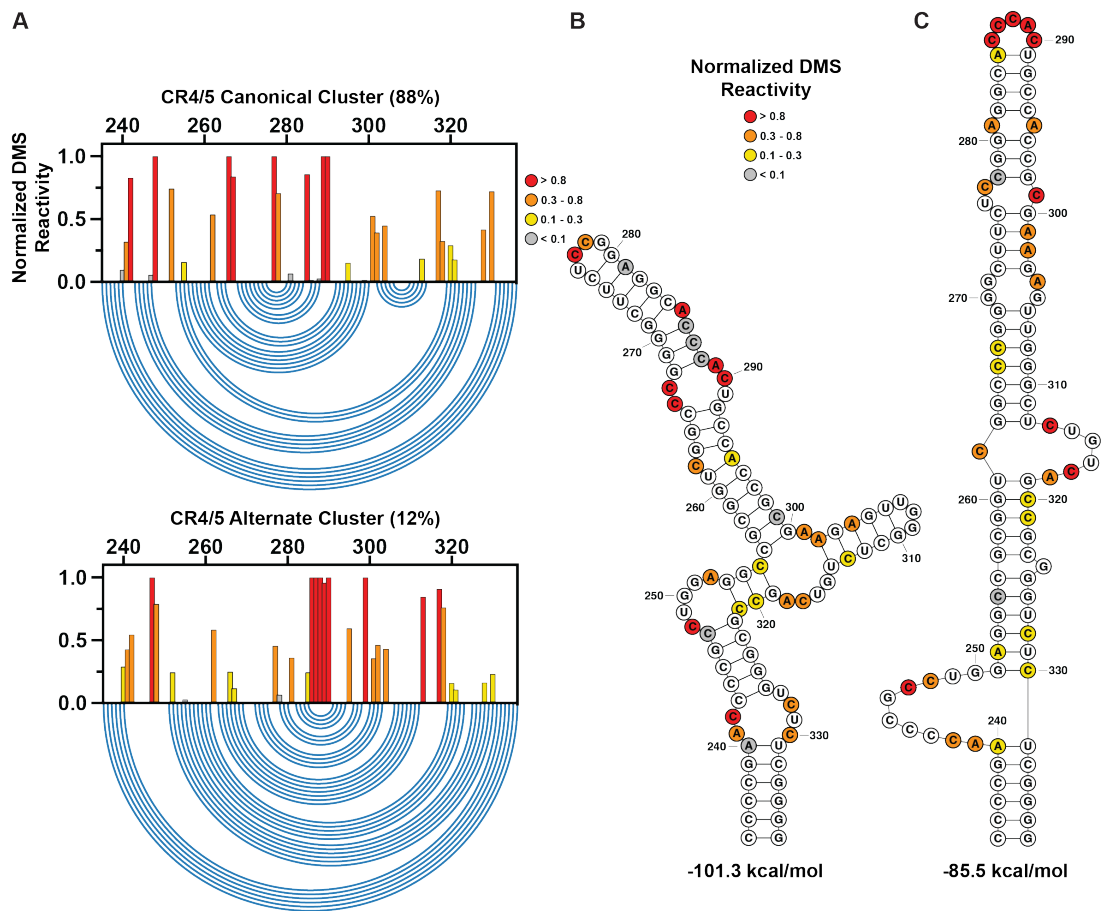 A
B
C
CR4/5 Canonical Cluster (88%)
240 260 280 300 320
Normalized DMS
Reactivity
1.0
0.5
0.0
> 0.8
0.3 - 0.8
0.1 - 0.3
< 0.1
CR4/5 Alternate Cluster (12%)
240 260 280 300 320
1.0
0.5
0.0
Normalized DMS
Reactivity
> 0.8
0.3 - 0.8
0.1 - 0.3
< 0.1
CCCCGAACCCCGCCUGGAGGCCGCGGUCGGCCCGGGGCUUCUCCGGAGGCACCCACUGCCACCGCGAAGAGUUGGGCUCUGUCAGCCGCGGGUCUCUCGGGG
240
250
260
270
280
290
300
310
320
330
-101.3 kcal/mol
CCCCGAACCCCGCCUGGAGGCCGCGGUCGGCCCGGGGCUUCUCCGGAGGCACCCACUGCCACCGCGAAGAGUUGGGCUCUGUCAGCCGCGGGUCUCUCGGGG
240
250
260
270
280
290
300
310
320
330
-85.5 kcal/mol